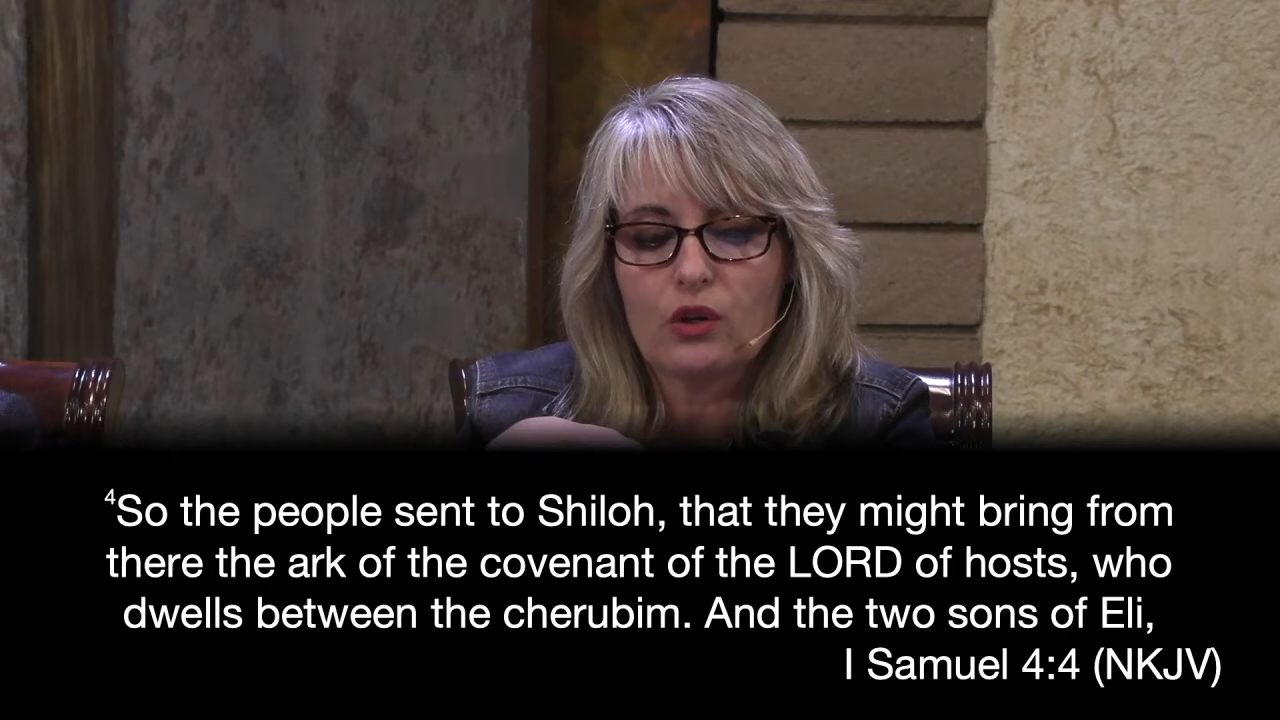 ⁴So the people sent to Shiloh, that they might bring from
there the ark of the covenant of the LORD of hosts, who
dwells between the cherubim. And the two sons of Eli,
I Samuel 4:4 (NKJV)